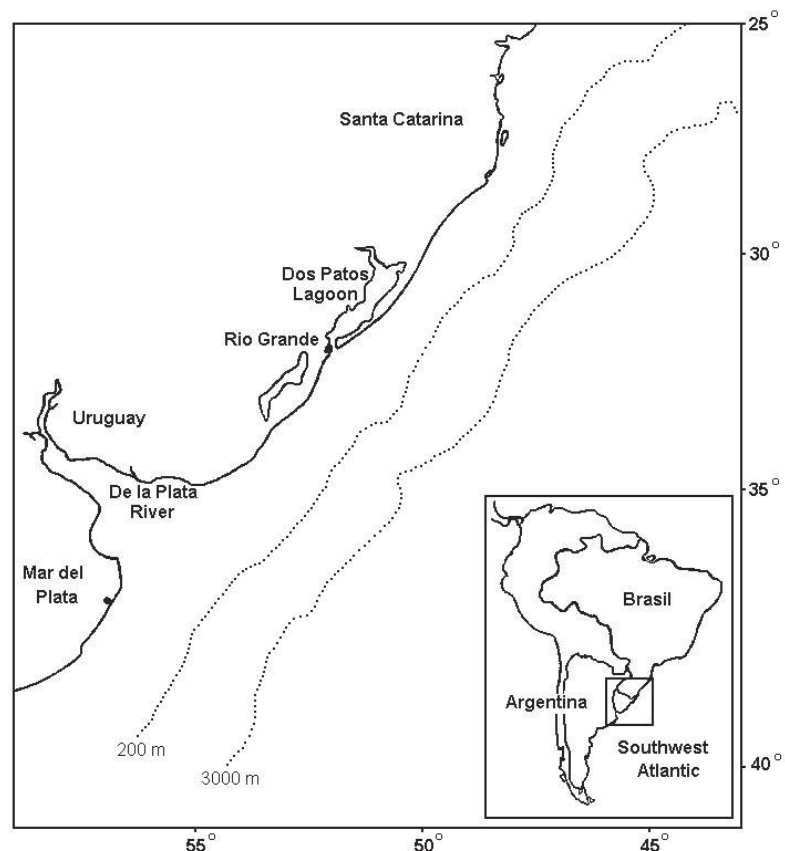 25°
Santa Catarina
30°
Dos Patos
Lagoon
Rio Grande
Uruguay
De la Plata
River
35°
Mar del
Plata
Brasil
Argentina
Southwest
Atlantic
200 m
3000 m
40°
55°
50°
45°